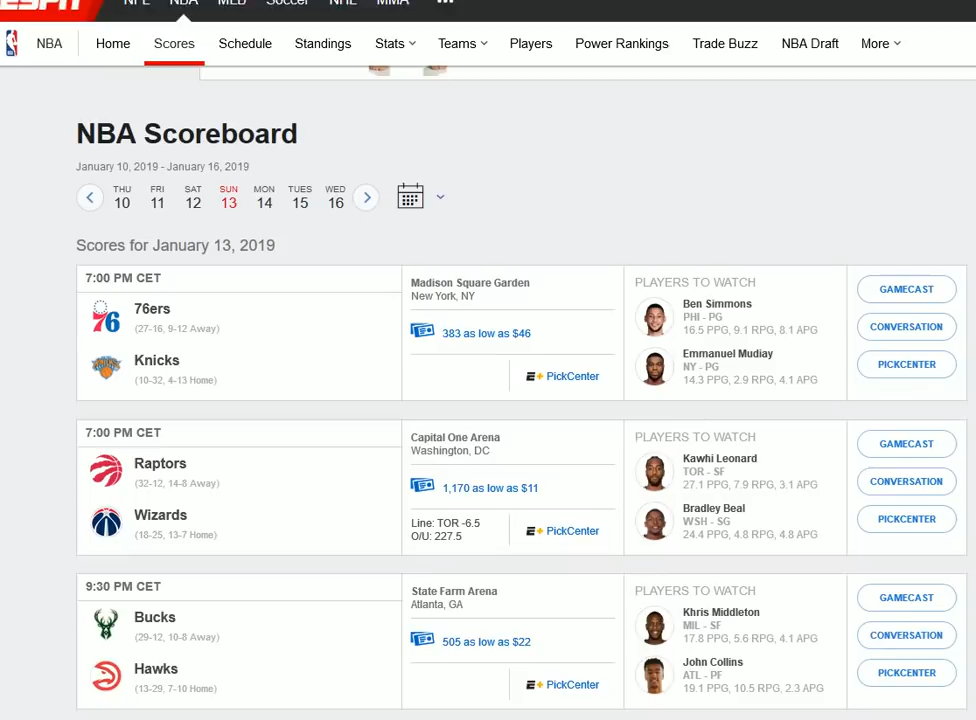 ESPN
NFL NBA MLB Soccer NHL MMA •••
NBA Home Scores Schedule Standings Stats Teams Players Power Rankings Trade Buzz NBA Draft More
NBA Scoreboard
January 10, 2019 - January 16, 2019
THU FRI SAT SUN MON TUES WED
10 11 12 13 14 15 16
Scores for January 13, 2019
7:00 PM CET
76ers
(27-16, 9-12 Away)
Knicks
(10-32, 4-13 Home)
Madison Square Garden
New York, NY
383 as low as $46
E+ PickCenter
PLAYERS TO WATCH
Ben Simmons
PHI - PG
16.5 PPG, 9.1 RPG, 8.1 APG
Emmanuel Mudiay
NY - PG
14.3 PPG, 2.9 RPG, 4.1 APG
GAMECAST
CONVERSATION
PICKCENTER
7:00 PM CET
Raptors
(32-12, 14-8 Away)
Wizards
(18-25, 13-7 Home)
Capital One Arena
Washington, DC
1,170 as low as $11
Line: TOR -6.5
O/U: 227.5
E+ PickCenter
PLAYERS TO WATCH
Kawhi Leonard
TOR - SF
27.1 PPG, 7.9 RPG, 3.1 APG
Bradley Beal
WSH - SG
24.4 PPG, 4.8 RPG, 4.8 APG
GAMECAST
CONVERSATION
PICKCENTER
9:30 PM CET
Bucks
(29-12, 10-8 Away)
Hawks
(13-29, 7-10 Home)
State Farm Arena
Atlanta, GA
505 as low as $22
E+ PickCenter
PLAYERS TO WATCH
Khris Middleton
MIL - SF
17.8 PPG, 5.6 RPG, 4.1 APG
John Collins
ATL - PF
19.1 PPG, 10.5 RPG, 2.3 APG
GAMECAST
CONVERSATION
PICKCENTER